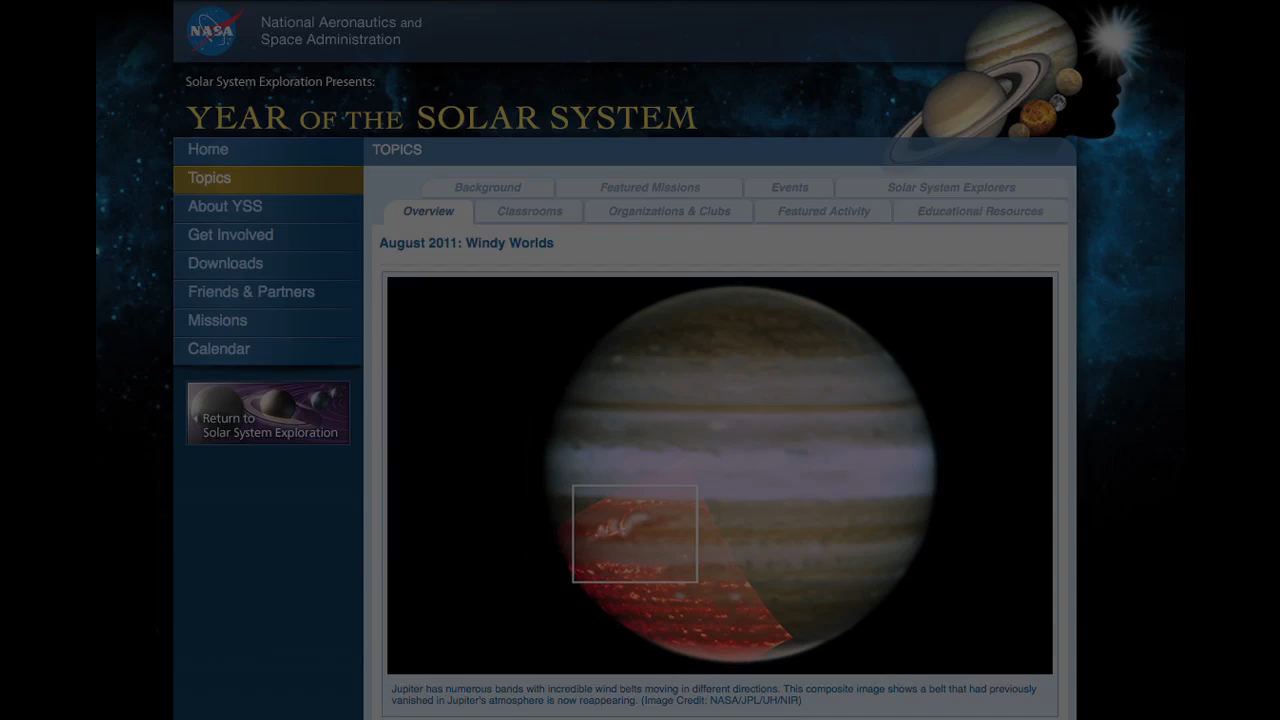 NASA
National Aeronautics and
Space Administration
Solar System Exploration Presents:
YEAR OF THE SOLAR SYSTEM
Home
Topics
About YSS
Get Involved
Downloads
Friends & Partners
Missions
Calendar
Return to
Solar System Exploration
TOPICS
Background Featured Missions Events Solar System Explorers
Overview Classrooms Organizations & Clubs Featured Activity Educational Resources
August 2011: Windy Worlds
Jupiter has numerous bands with incredible wind belts moving in different directions. This composite image shows a belt that had previously
vanished in Jupiter's atmosphere is now reappearing. (Image Credit: NASA/JPL/UH/NIR)